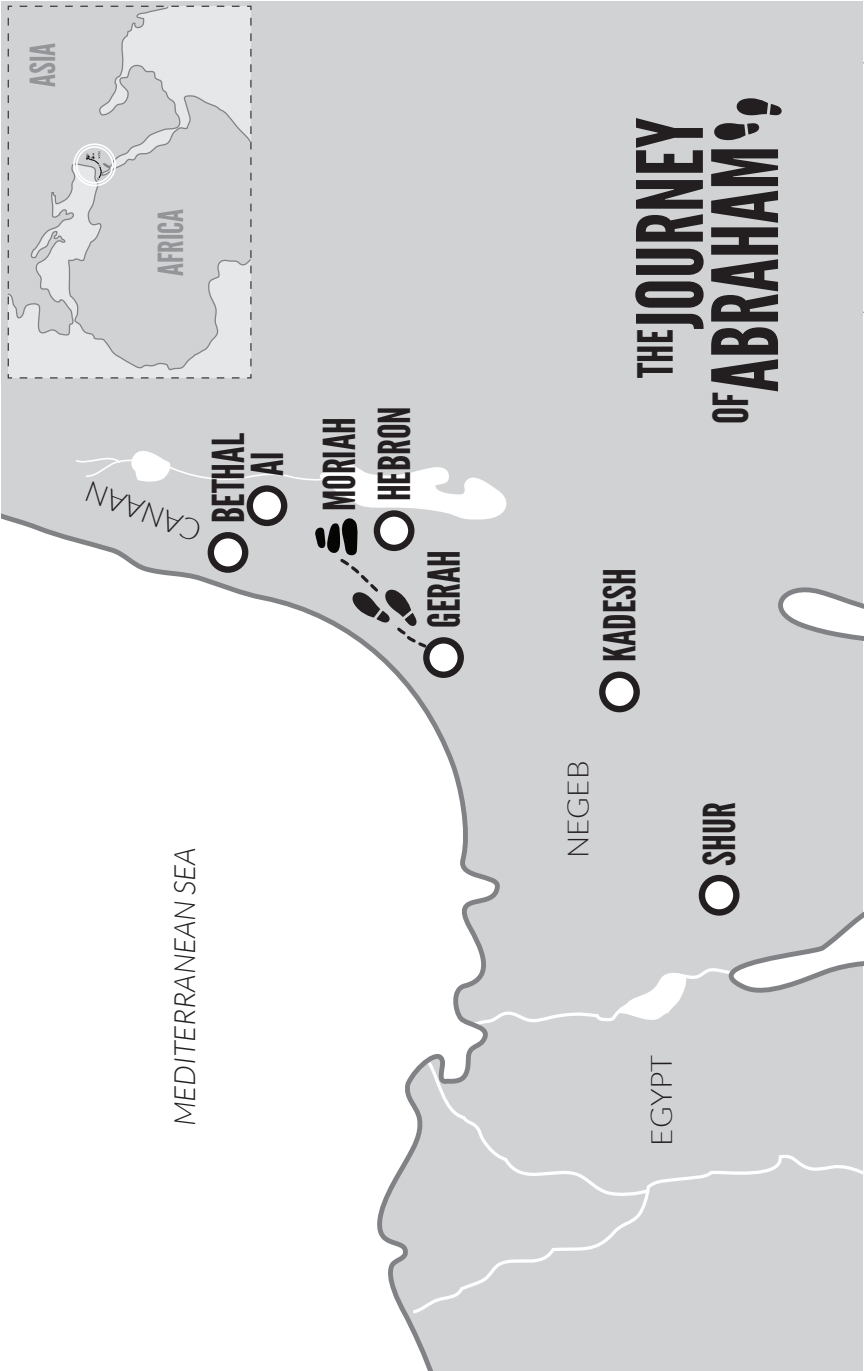 ASIA
AFRICA
THE JOURNEY
OF ABRAHAM
CANAAN
BETHAL
AI
MORIAH
HEBRON
GERAH
KADESH
NEGEB
SHUR
MEDITERRANEAN SEA
EGYPT